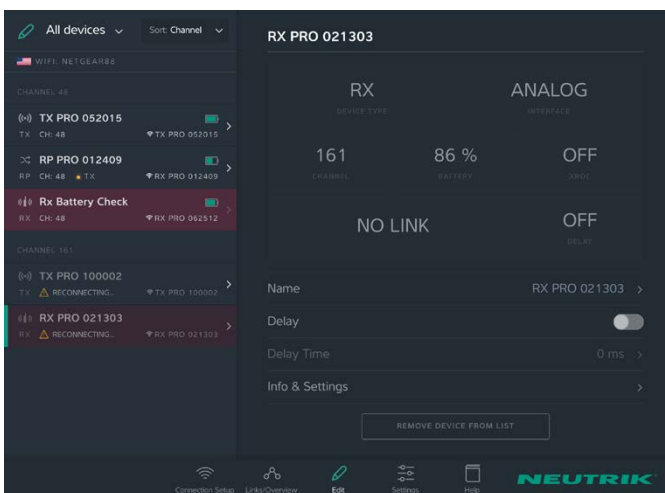 All devices
Sort: Channel
WIFI: NETGEAR88
CHANNEL 48
TX PRO 052015
TX CH: 48 TX PRO 052015
RP PRO 012409
RP CH: 48 TX RX PRO 012409
Rx Battery Check
RX CH: 48 RX PRO 062512
CHANNEL 161
TX PRO 100002
TX RECONNECTING... TX PRO 100002
RX PRO 021303
RX RECONNECTING... RX PRO 021303
RX PRO 021303
RX ANALOG
DEVICE TYPE INTERFACE
161 86 % OFF
CHANNEL BATTERY
NO LINK OFF
DELAY
Name RX PRO 021303
Delay
Delay Time 0 ms
Info & Settings
REMOVE DEVICE FROM LIST
Connection Setup Links/Overview Edit Settings Help NEUTRIK